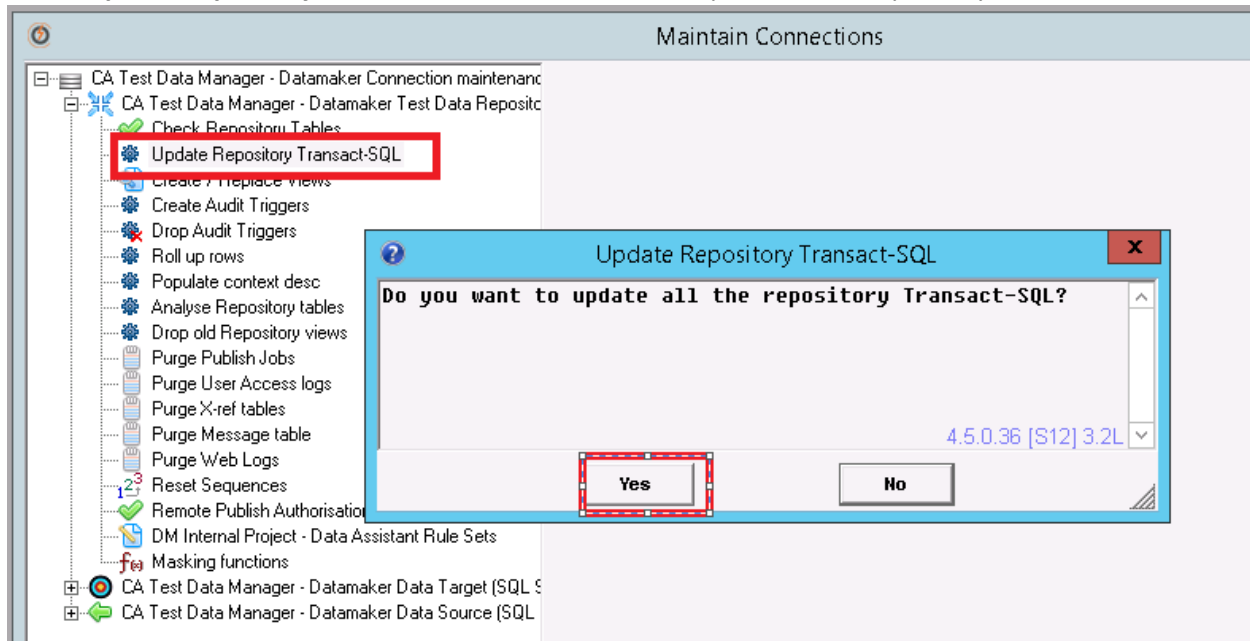 Maintain Connections
CA Test Data Manager - Datamaker Connection maintenanc
CA Test Data Manager - Datamaker Test Data Reposito
Check Repository Tables
Update Repository Transact-SQL
Create / Replace Views
Create Audit Triggers
Drop Audit Triggers
Roll up rows
Populate context desc
Analyse Repository tables
Drop old Repository views
Purge Publish Jobs
Purge User Access logs
Purge X-ref tables
Purge Message table
Purge Web Logs
Reset Sequences
Remote Publish Authorisation
DM Internal Project - Data Assistant Rule Sets
Masking functions
CA Test Data Manager - Datamaker Data Target (SQL S
CA Test Data Manager - Datamaker Data Source (SQL
Update Repository Transact-SQL
x
Do you want to update all the repository Transact-SQL?
4.5.0.36 [S12] 3.2L
Yes
No